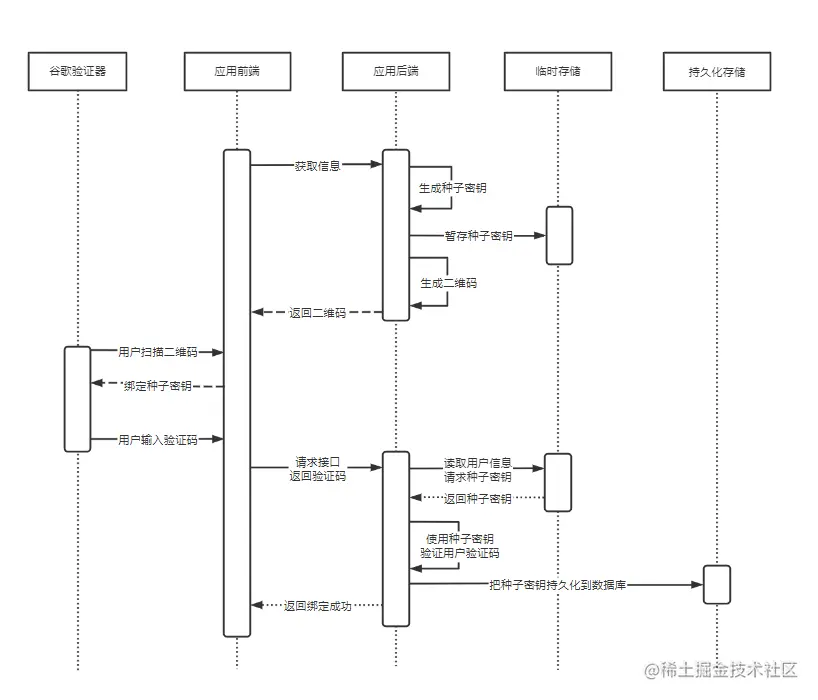 谷歌验证器
应用前端
应用后端
临时存储
持久化存储
获取信息
生成种子密钥
暂存种子密钥
生成二维码
返回二维码
用户扫描二维码
绑定种子密钥
用户输入验证码
请求接口
返回验证码
读取用户信息
请求种子密钥
返回种子密钥
使用种子密钥
验证用户验证码
把种子密钥持久化到数据库
返回绑定成功
@稀土掘金技术社区